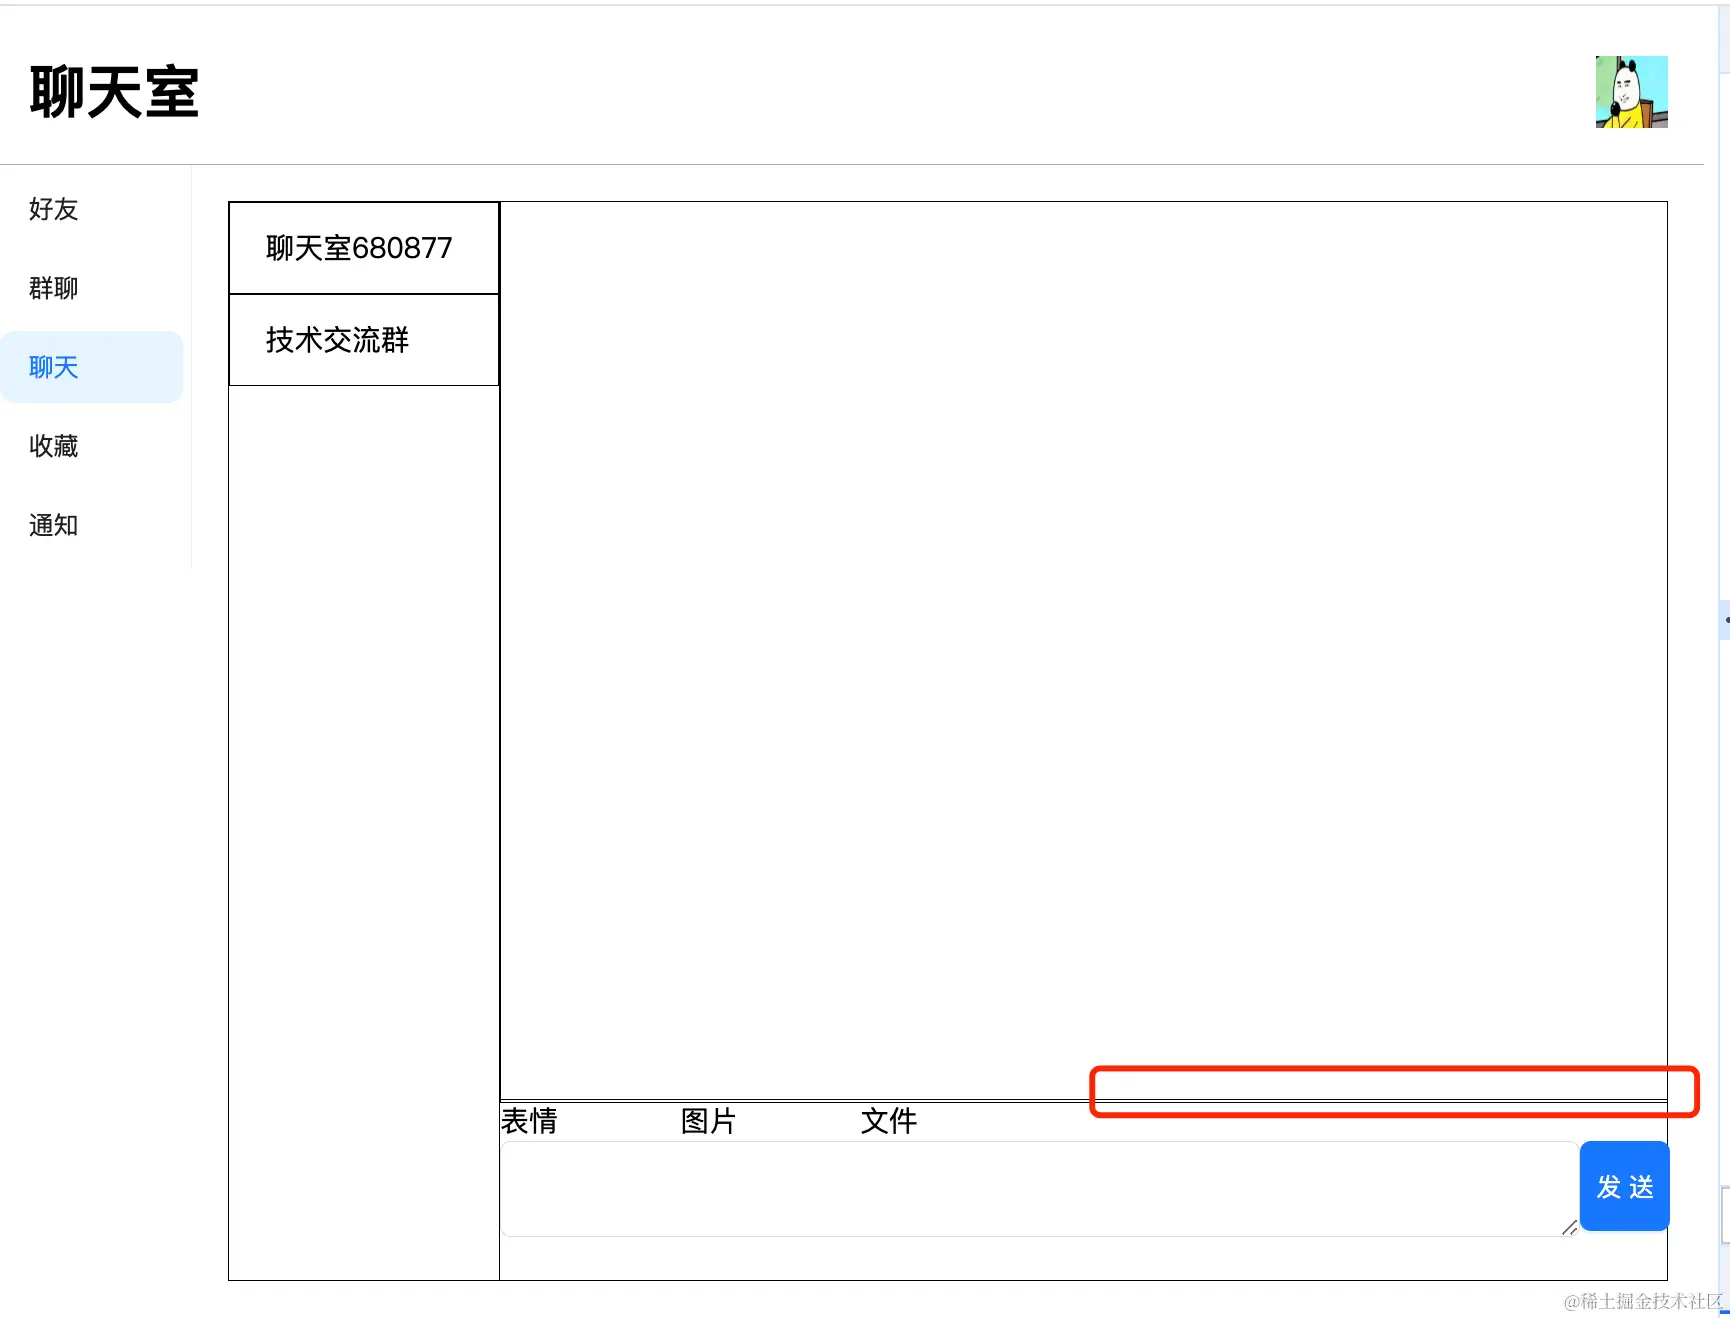 聊天室
好友
群聊
聊天
收藏
通知
聊天室680877
技术交流群
表情
图片
文件
发 送
@稀土掘金技术社区